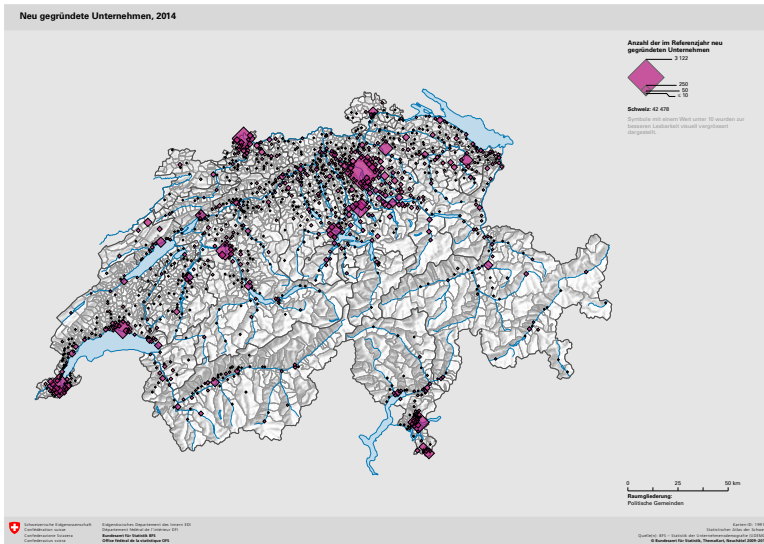 Neu gegründete Unternehmen, 2014
Anzahl der im Referenzjahr neu
gegründeten Unternehmen
3 122
250
50
≤ 10
Schweiz: 42 478
Symbole mit einem Wert unter 10 wurden zur
besseren Lesbarkeit visuell vergrössert
dargestellt.
0 25 50 km
Raumgliederung:
Politische Gemeinden
Schweizerische Eidgenossenschaft
Confédération suisse
Confederazione Svizzera
Confederaziun svizra
Eidgenössisches Departement des Innern EDI
Département fédéral de l'intérieur DFI
Bundesamt für Statistik BFS
Office fédéral de la statistique OFS
Karten-ID:
Statistischer Atlas der
Quelle(n): BFS – Statistik der Unternehmensdemografie
© Bundesamt für Statistik, ThemaKart, Neuchâtel